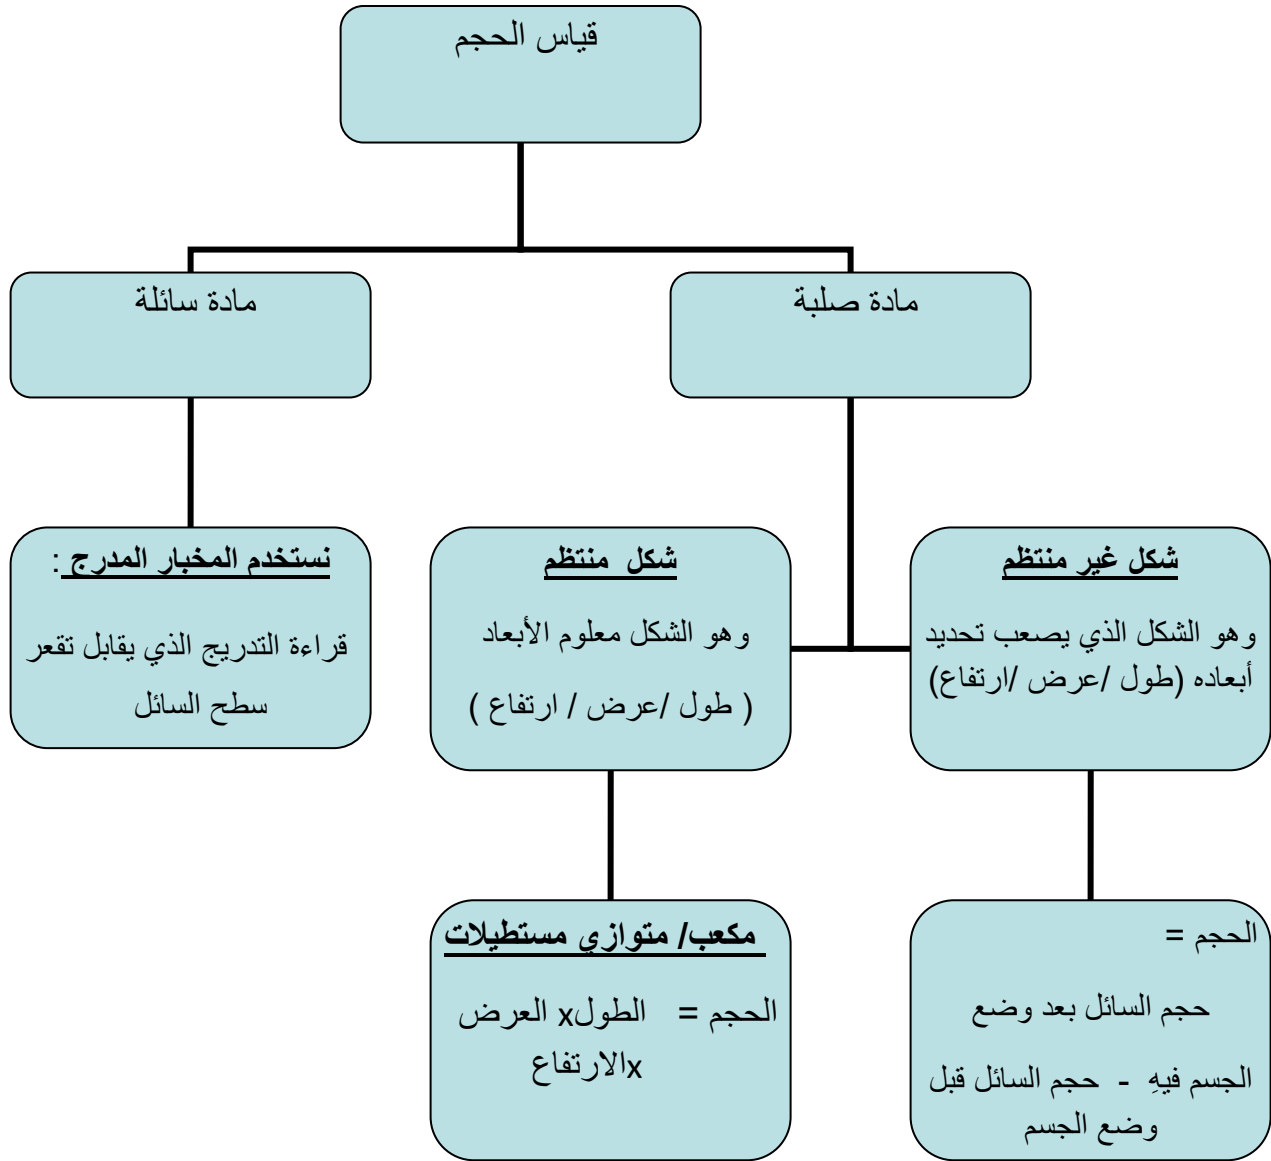 قياس الحجم
مادة صلبة
مادة سائلة
شكل غير منتظم
وهو الشكل الذي يصعب تحديد
أبعاده (طول /عرض /ارتفاع)
شكل منتظم
وهو الشكل معلوم الأبعاد
( طول /عرض / ارتفاع )
نستخدم المخبار المدرج :
قراءة التدريج الذي يقابل تقعر
سطح السائل
الحجم =
حجم السائل بعد وضع
الجسم فيهِ - حجم السائل قبل
وضع الجسم
مكعب/ متوازي مستطيلات
الحجم = الطولx العرض
xالارتفاع